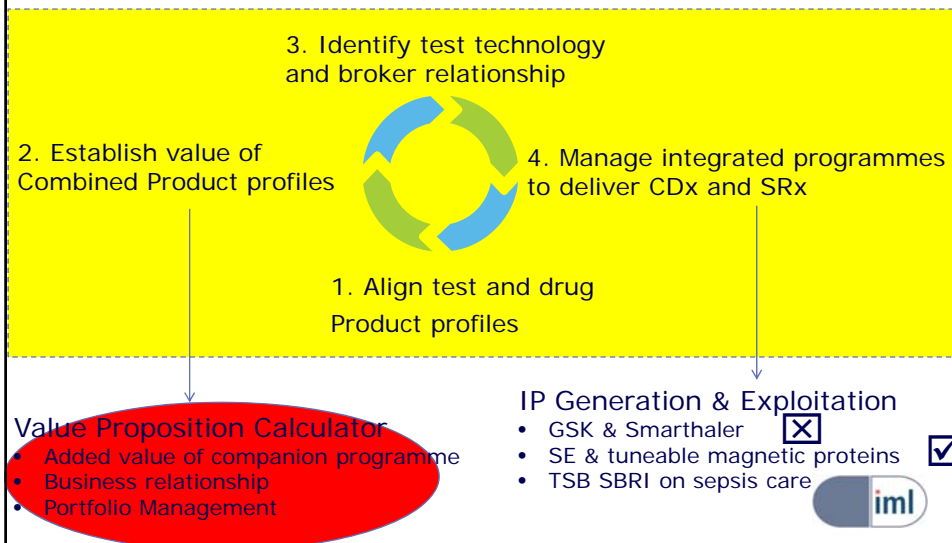 3. Identify test technology
and broker relationship
2. Establish value of
Combined Product profiles
4. Manage integrated programmes
to deliver CDx and SRx
1. Align test and drug
Product profiles
Value Proposition Calculator
• Added value of companion programme
• Business relationship
• Portfolio Management
IP Generation & Exploitation
• GSK & Smarthaler
• SE & tuneable magnetic proteins
• TSB SBRI on sepsis care
iml